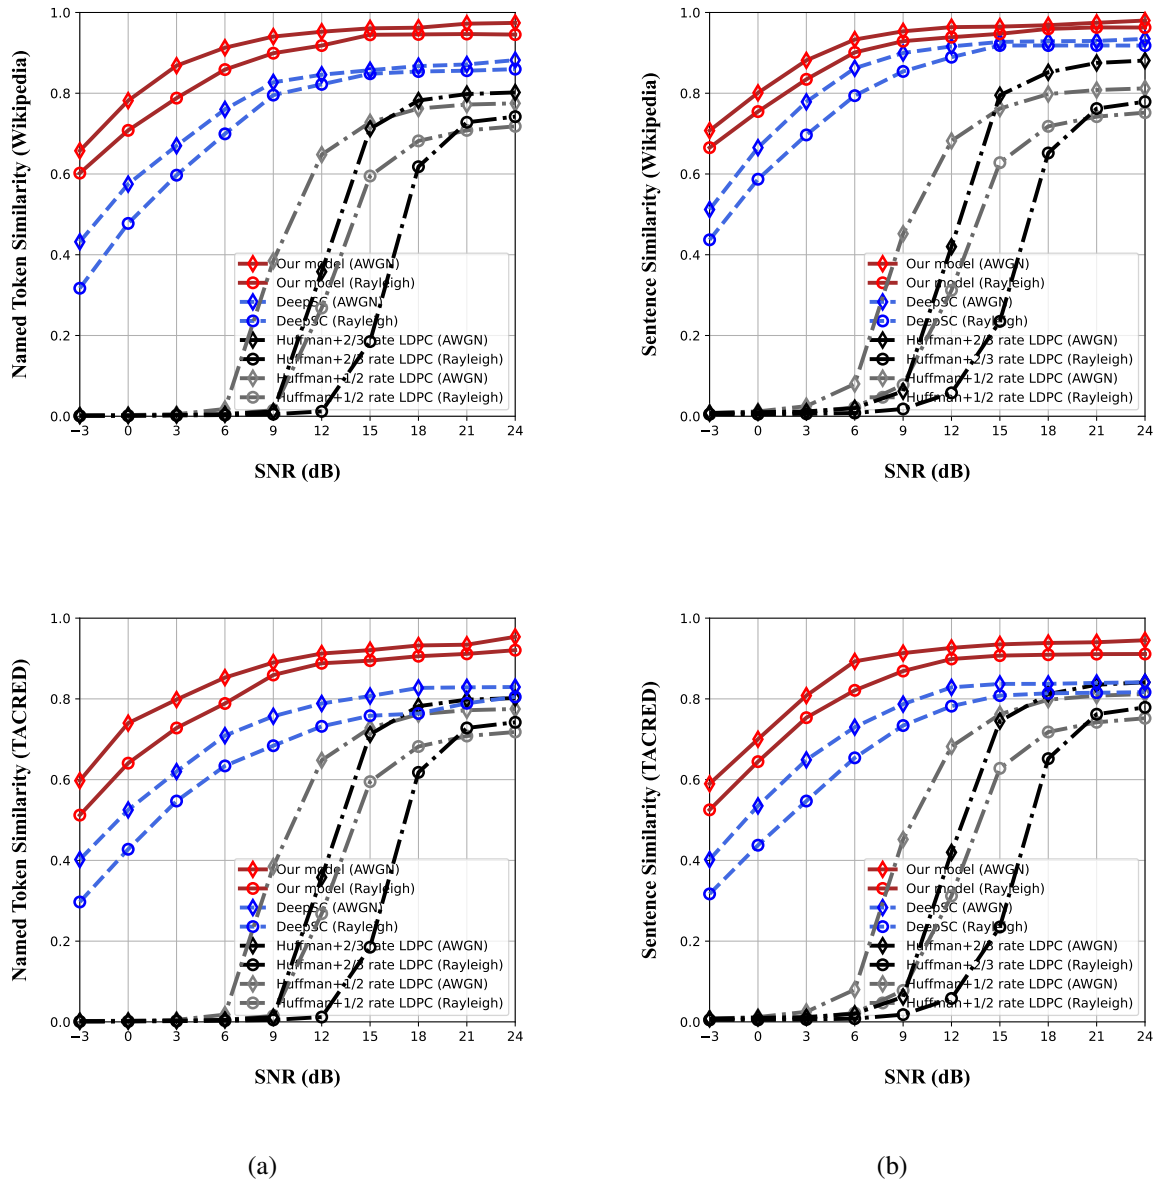 Named Token Similarity (Wikipedia)
1.0
0.8
0.6
0.4
0.2
0.0
Our model (AWGN)
Our model (Rayleigh)
DeepSC (AWGN)
DeepSC (Rayleigh)
Huffman+2/3 rate LDPC (AWGN)
Huffman+2/3 rate LDPC (Rayleigh)
Huffman+1/2 rate LDPC (AWGN)
Huffman+1/2 rate LDPC (Rayleigh)
−3 0 3 6 9 12 15 18 21 24
SNR (dB)
Sentence Similarity (Wikipedia)
1.0
0.8
0.6
0.4
0.2
0.0
Our model (AWGN)
Our model (Rayleigh)
DeepSC (AWGN)
DeepSC (Rayleigh)
Huffman+2/3 rate LDPC (AWGN)
Huffman+2/3 rate LDPC (Rayleigh)
Huffman+1/2 rate LDPC (AWGN)
Huffman+1/2 rate LDPC (Rayleigh)
−3 0 3 6 9 12 15 18 21 24
SNR (dB)
Named Token Similarity (TACRED)
1.0
0.8
0.6
0.4
0.2
0.0
Our model (AWGN)
Our model (Rayleigh)
DeepSC (AWGN)
DeepSC (Rayleigh)
Huffman+2/3 rate LDPC (AWGN)
Huffman+2/3 rate LDPC (Rayleigh)
Huffman+1/2 rate LDPC (AWGN)
Huffman+1/2 rate LDPC (Rayleigh)
−3 0 3 6 9 12 15 18 21 24
SNR (dB)
Sentence Similarity (TACRED)
1.0
0.8
0.6
0.4
0.2
0.0
Our model (AWGN)
Our model (Rayleigh)
DeepSC (AWGN)
DeepSC (Rayleigh)
Huffman+2/3 rate LDPC (AWGN)
Huffman+2/3 rate LDPC (Rayleigh)
Huffman+1/2 rate LDPC (AWGN)
Huffman+1/2 rate LDPC (Rayleigh)
−3 0 3 6 9 12 15 18 21 24
SNR (dB)
(a)
(b)